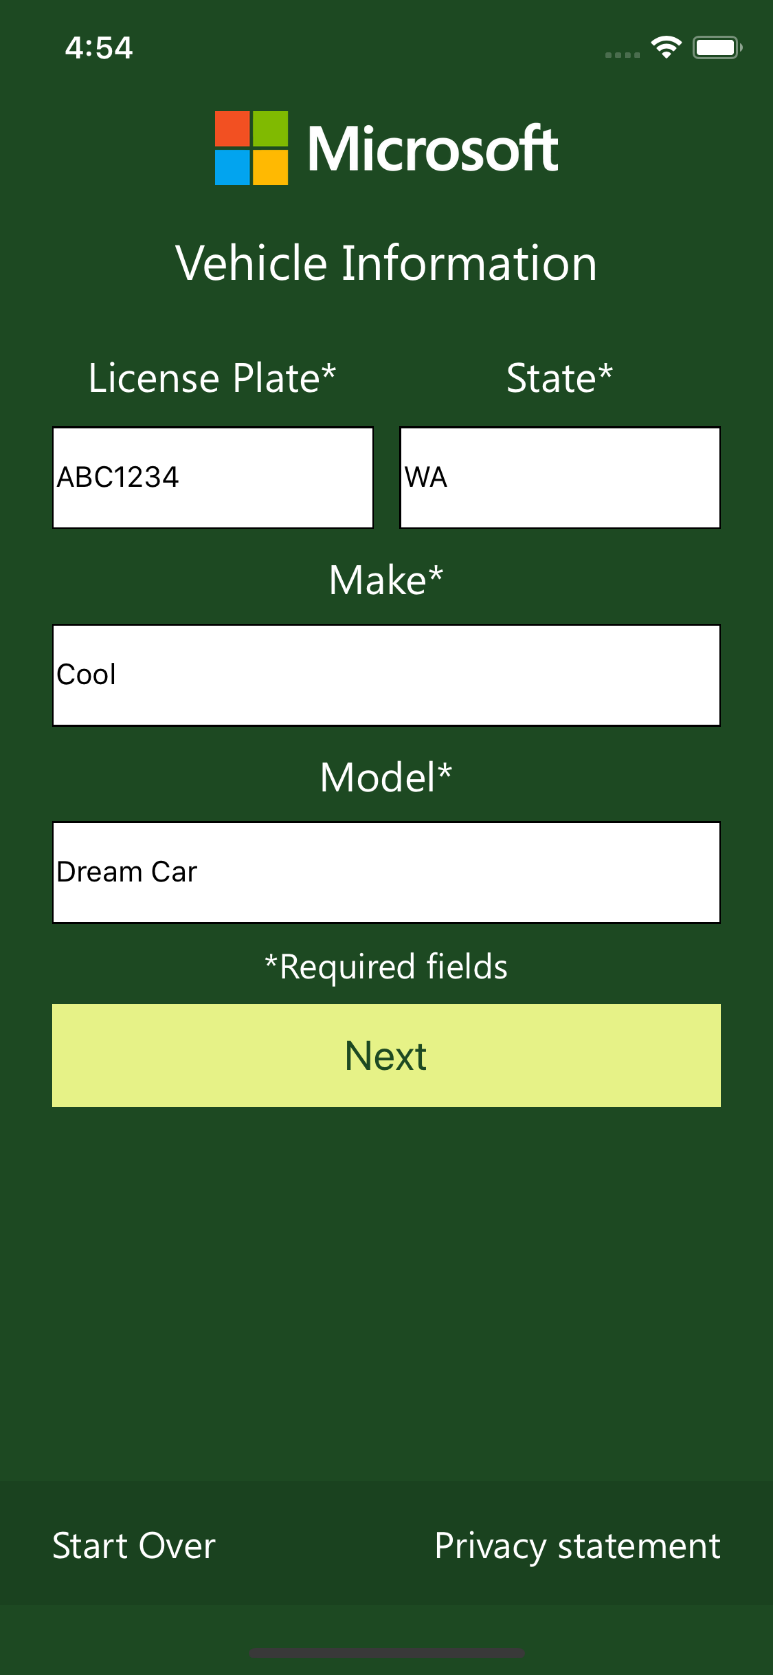 4:54
Microsoft
Vehicle Information
License Plate* State*
ABC1234 WA
Make*
Cool
Model*
Dream Car
*Required fields
Next
Start Over Privacy statement